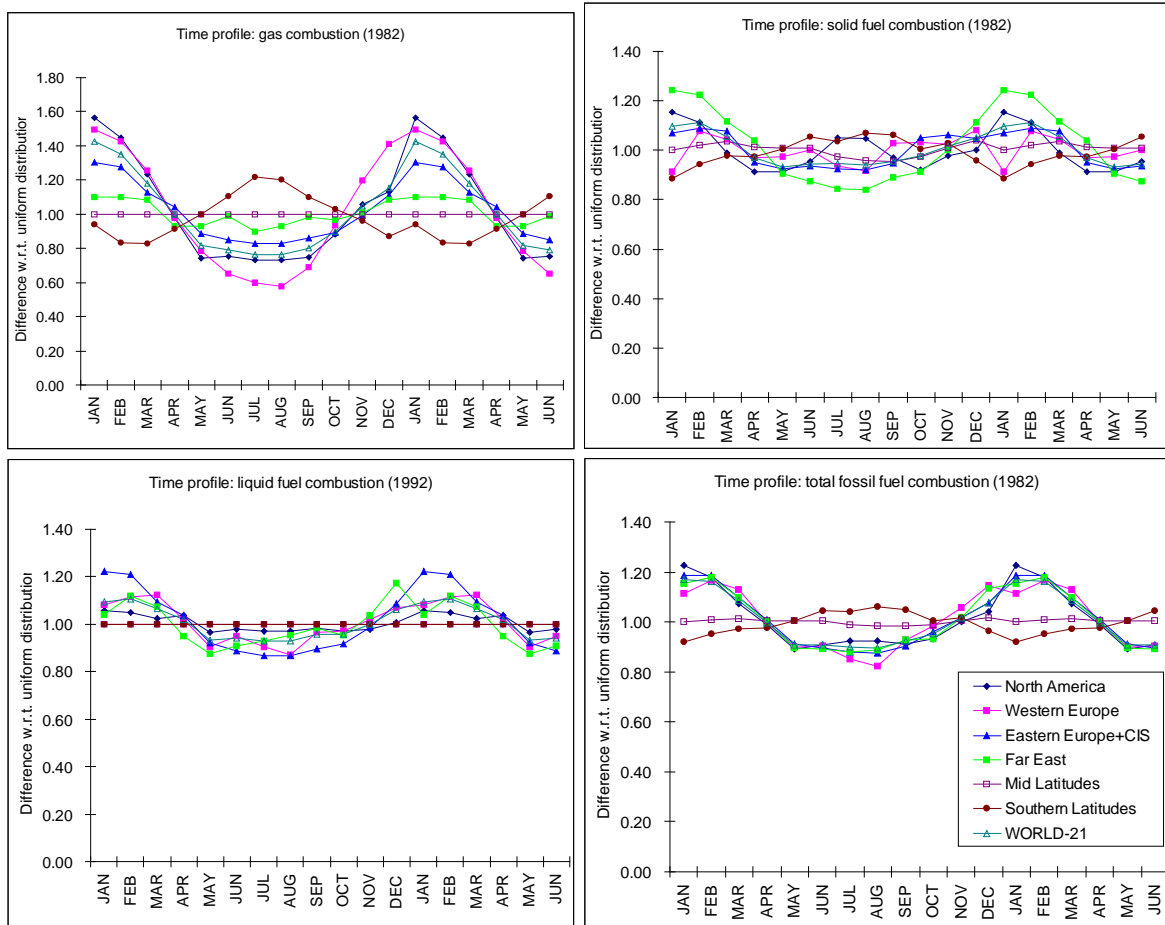 Time profile: gas combustion (1982)
Difference w.r.t. uniform distribution
1.80
1.60
1.40
1.20
1.00
0.80
0.60
0.40
0.20
0.00
JAN
FEB
MAR
APR
MAY
JUN
JUL
AUG
SEP
OCT
NOV
DEC
JAN
FEB
MAR
APR
MAY
JUN
Time profile: solid fuel combustion (1982)
Difference w.r.t. uniform distribution
1.40
1.20
1.00
0.80
0.60
0.40
0.20
0.00
JAN
FEB
MAR
APR
MAY
JUN
JUL
AUG
SEP
OCT
NOV
DEC
JAN
FEB
MAR
APR
MAY
JUN
Time profile: liquid fuel combustion (1992)
Difference w.r.t. uniform distribution
1.40
1.20
1.00
0.80
0.60
0.40
0.20
0.00
JAN
FEB
MAR
APR
MAY
JUN
JUL
AUG
SEP
OCT
NOV
DEC
JAN
FEB
MAR
APR
MAY
JUN
Time profile: total fossil fuel combustion (1982)
Difference w.r.t. uniform distribution
1.40
1.20
1.00
0.80
0.60
0.40
0.20
0.00
JAN
FEB
MAR
APR
MAY
JUN
JUL
AUG
SEP
OCT
NOV
DEC
JAN
FEB
MAR
APR
MAY
JUN
North America
Western Europe
Eastern Europe+CIS
Far East
Mid Latitudes
Southern Latitudes
WORLD-21